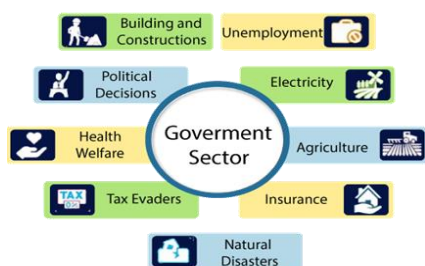 Building and
Constructions
Unemployment
Political
Decisions
Electricity
Goverment
Sector
Health
Welfare
Agriculture
TAX
Tax Evaders
Insurance
Natural
Disasters